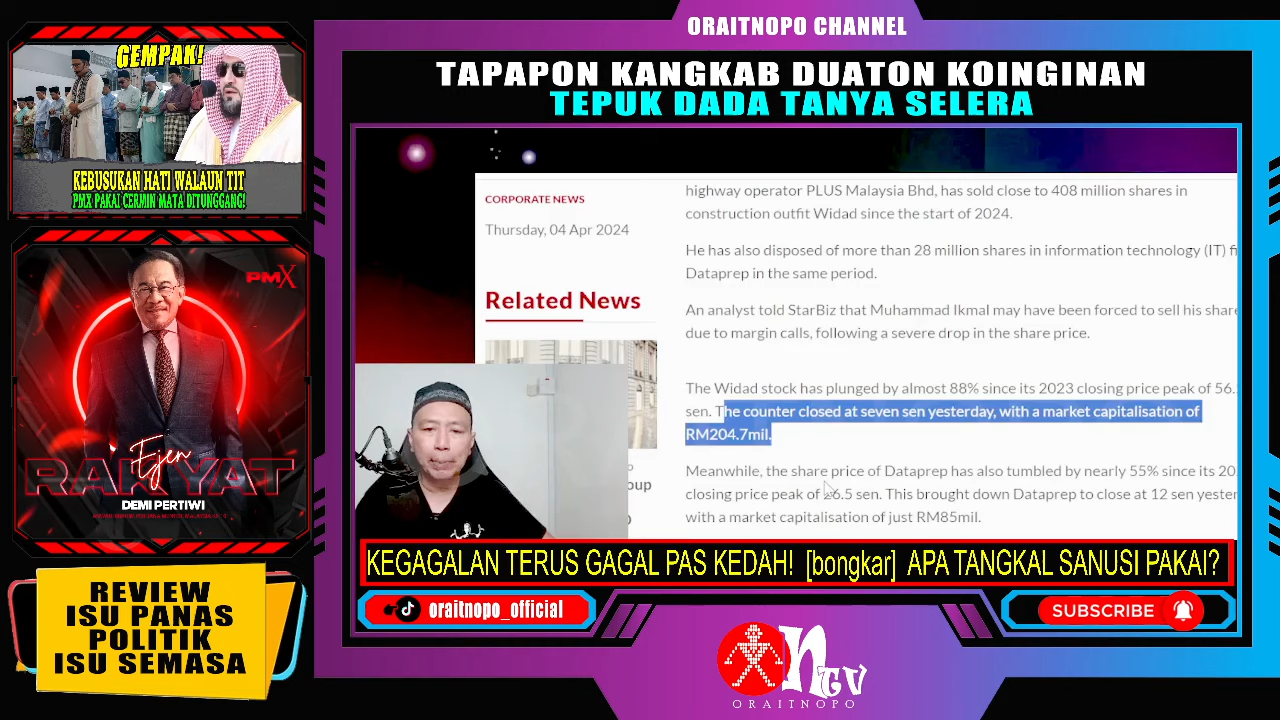 ORAITNOPO CHANNEL
TAPAPON KANGKAB DUATON KOINGINAN
TEPUK DADA TANYA SELERA
GEMPAK!
KEBUSUKAN HATI WALAUN TIT
PMX PAKAI CERMIN MATA DITUNGGANG!
PMX
Ejen
RAKYAT
DEMI PERTIWI
REVIEW
ISU PANAS
POLITIK
ISU SEMASA
CORPORATE NEWS
Thursday, 04 Apr 2024
Related News
oup
highway operator PLUS Malaysia Bhd, has sold close to 408 million shares in
construction outfit Widad since the start of 2024.
He has also disposed of more than 28 million shares in information technology (IT) fi
Dataprep in the same period.
An analyst told StarBiz that Muhammad Ikmal may have been forced to sell his share
due to margin calls, following a severe drop in the share price.
The Widad stock has plunged by almost 88% since its 2023 closing price peak of 56.
sen. The counter closed at seven sen yesterday, with a market capitalisation of
RM204.7mil.
Meanwhile, the share price of Dataprep has also tumbled by nearly 55% since its 20
closing price peak of 26.5 sen. This brought down Dataprep to close at 12 sen yester
with a market capitalisation of just RM85mil.
KEGAGALAN TERUS GAGAL PAS KEDAH! [bongkar] APA TANGKAL SANUSI PAKAI?
oraitnopo_official
SUBSCRIBE
nTV
ORAITNOPO